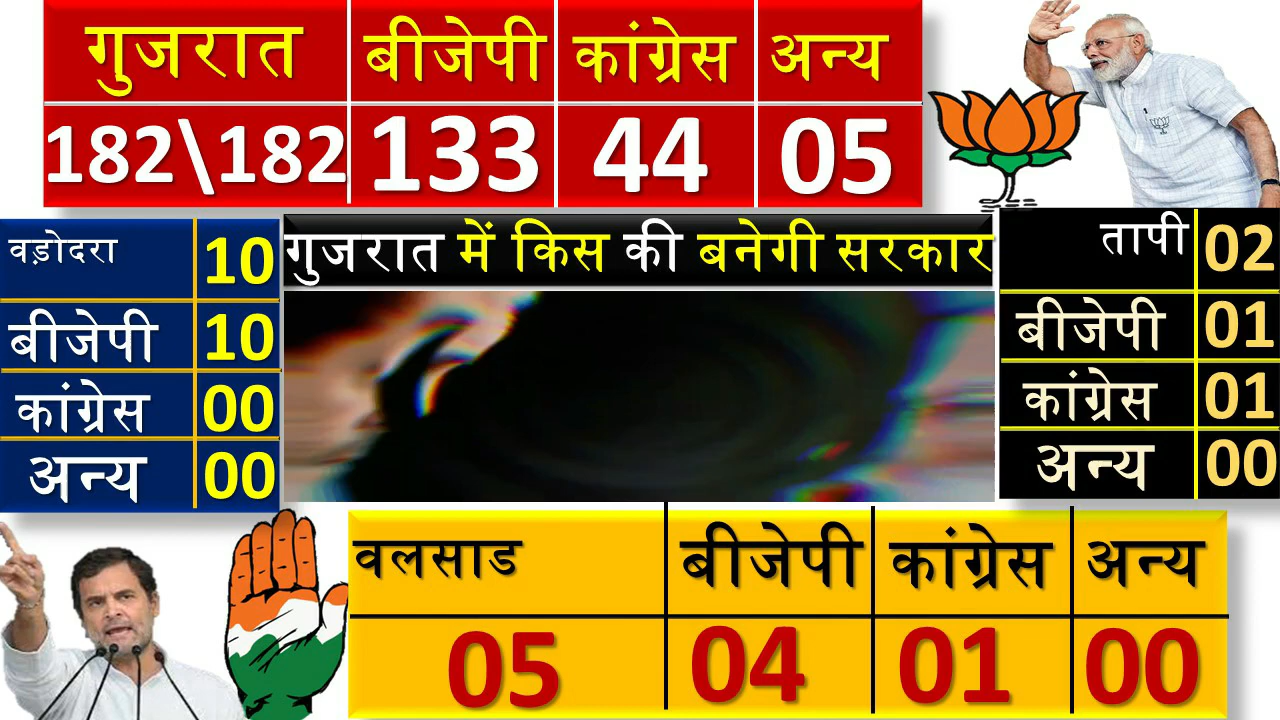 गुजरात बीजेपी कांग्रेस अन्य
182\182 133 44 05
वड़ोदरा 10
बीजेपी 10
कांग्रेस 00
अन्य 00
गुजरात में किस की बनेगी सरकार
तापी 02
बीजेपी 01
कांग्रेस 01
अन्य 00
वलसाड बीजेपी कांग्रेस अन्य
05 04 01 00